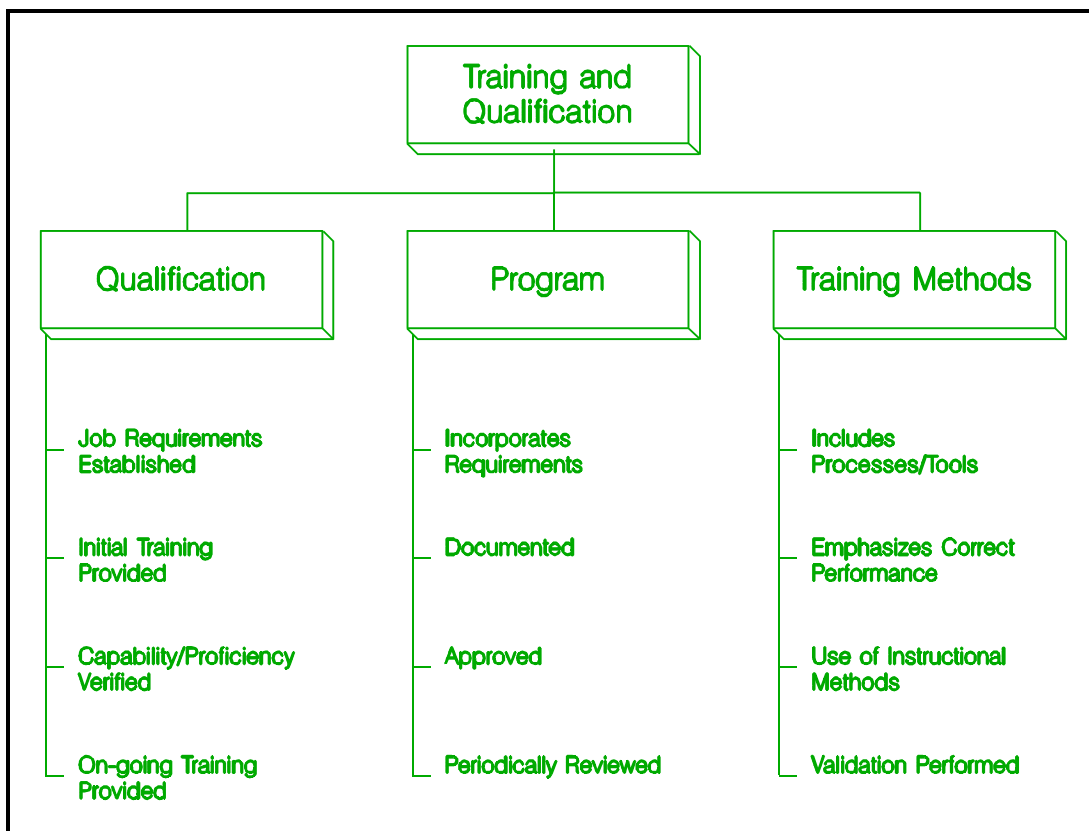 Training and
Qualification
Qualification
Program
Training Methods
Job Requirements
Established
Initial Training
Provided
Capability/Proficiency
Verified
On-going Training
Provided
Incorporates
Requirements
Documented
Approved
Periodically Reviewed
Includes
Processes/Tools
Emphasizes Correct
Performance
Use of Instructional
Methods
Validation Performed